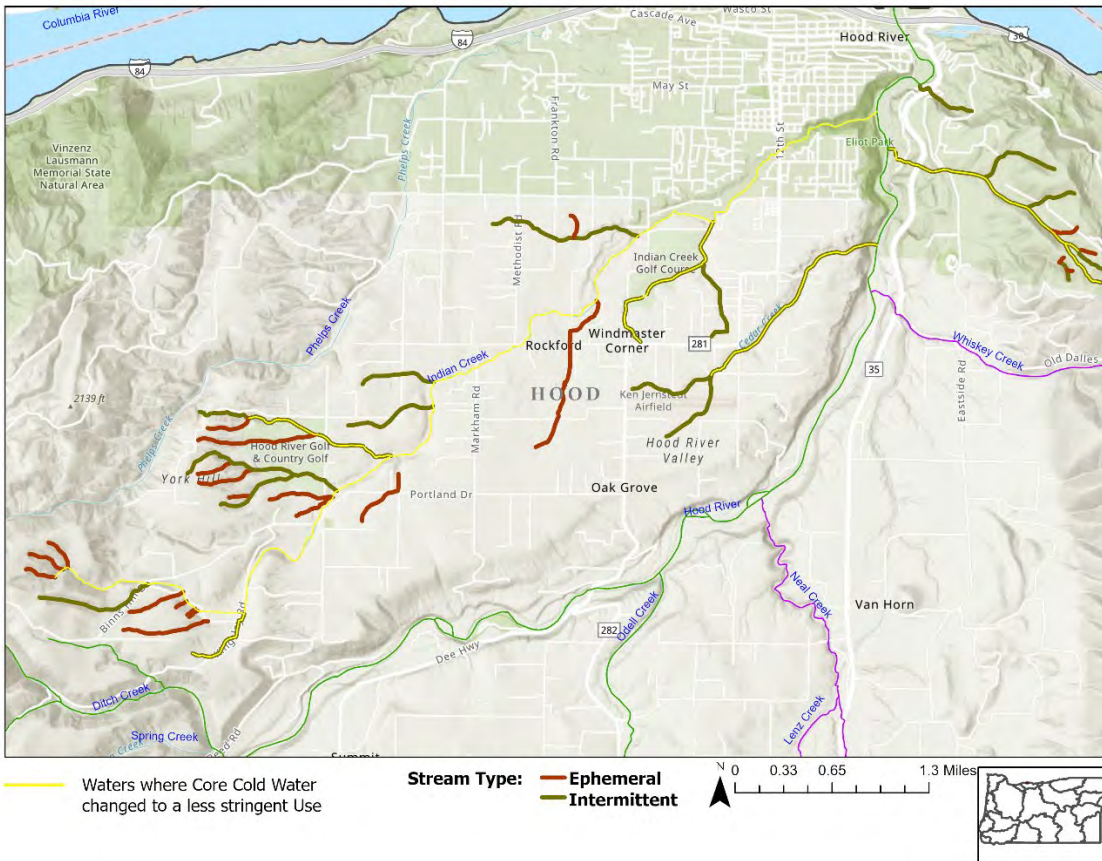 Columbia River
Wasco St
Cascade Ave
84
84
Hood River
30
May St
Frankton Rd
12th St
Phelps Creek
Vinzenz
Lausmann
Memorial State
Natural Area
Eliot Park
Methodist Rd
Indian Creek
Golf Course
Phelps Creek
Rockford
Windmaster
Corner
281
Cedar Creek
Whiskey Creek
Old Dalles
Indian Creek
35
Eastside Rd
2139 ft
HOOD
Ken Jernstedt
Airfield
Markham Rd
Phelps Creek
Hood River Golf
& Country Golf
Hood River
Valley
York Hill
Portland Dr
Oak Grove
Hood River
Neal Creek
Van Horn
Binns Hill
Odell Creek
282
Dee Hwy
Ditch Creek
Spring Creek
Reed Rd
Lenz Creek
Summit
Waters where Core Cold Water
changed to a less stringent Use
Stream Type:
Ephemeral
Intermittent
N
0 0.33 0.65 1.3 Miles